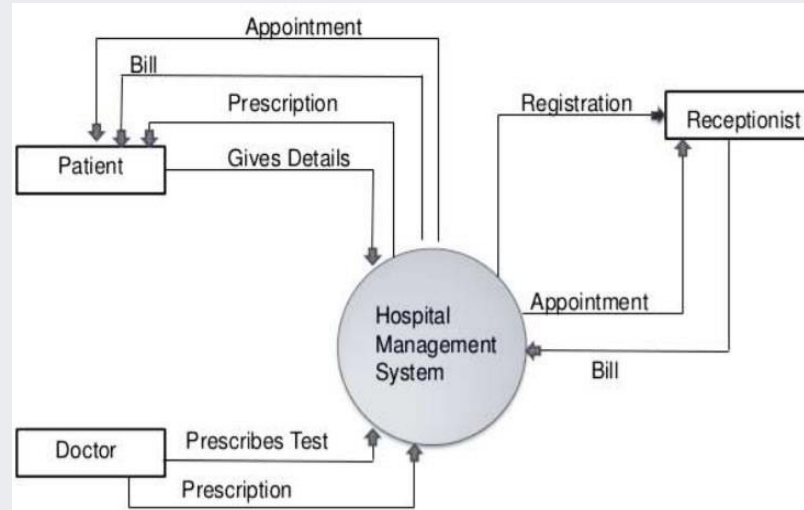 Appointment
Bill
Prescription
Registration
Receptionist
Patient
Gives Details
Hospital
Management
System
Appointment
Bill
Doctor
Prescribes Test
Prescription